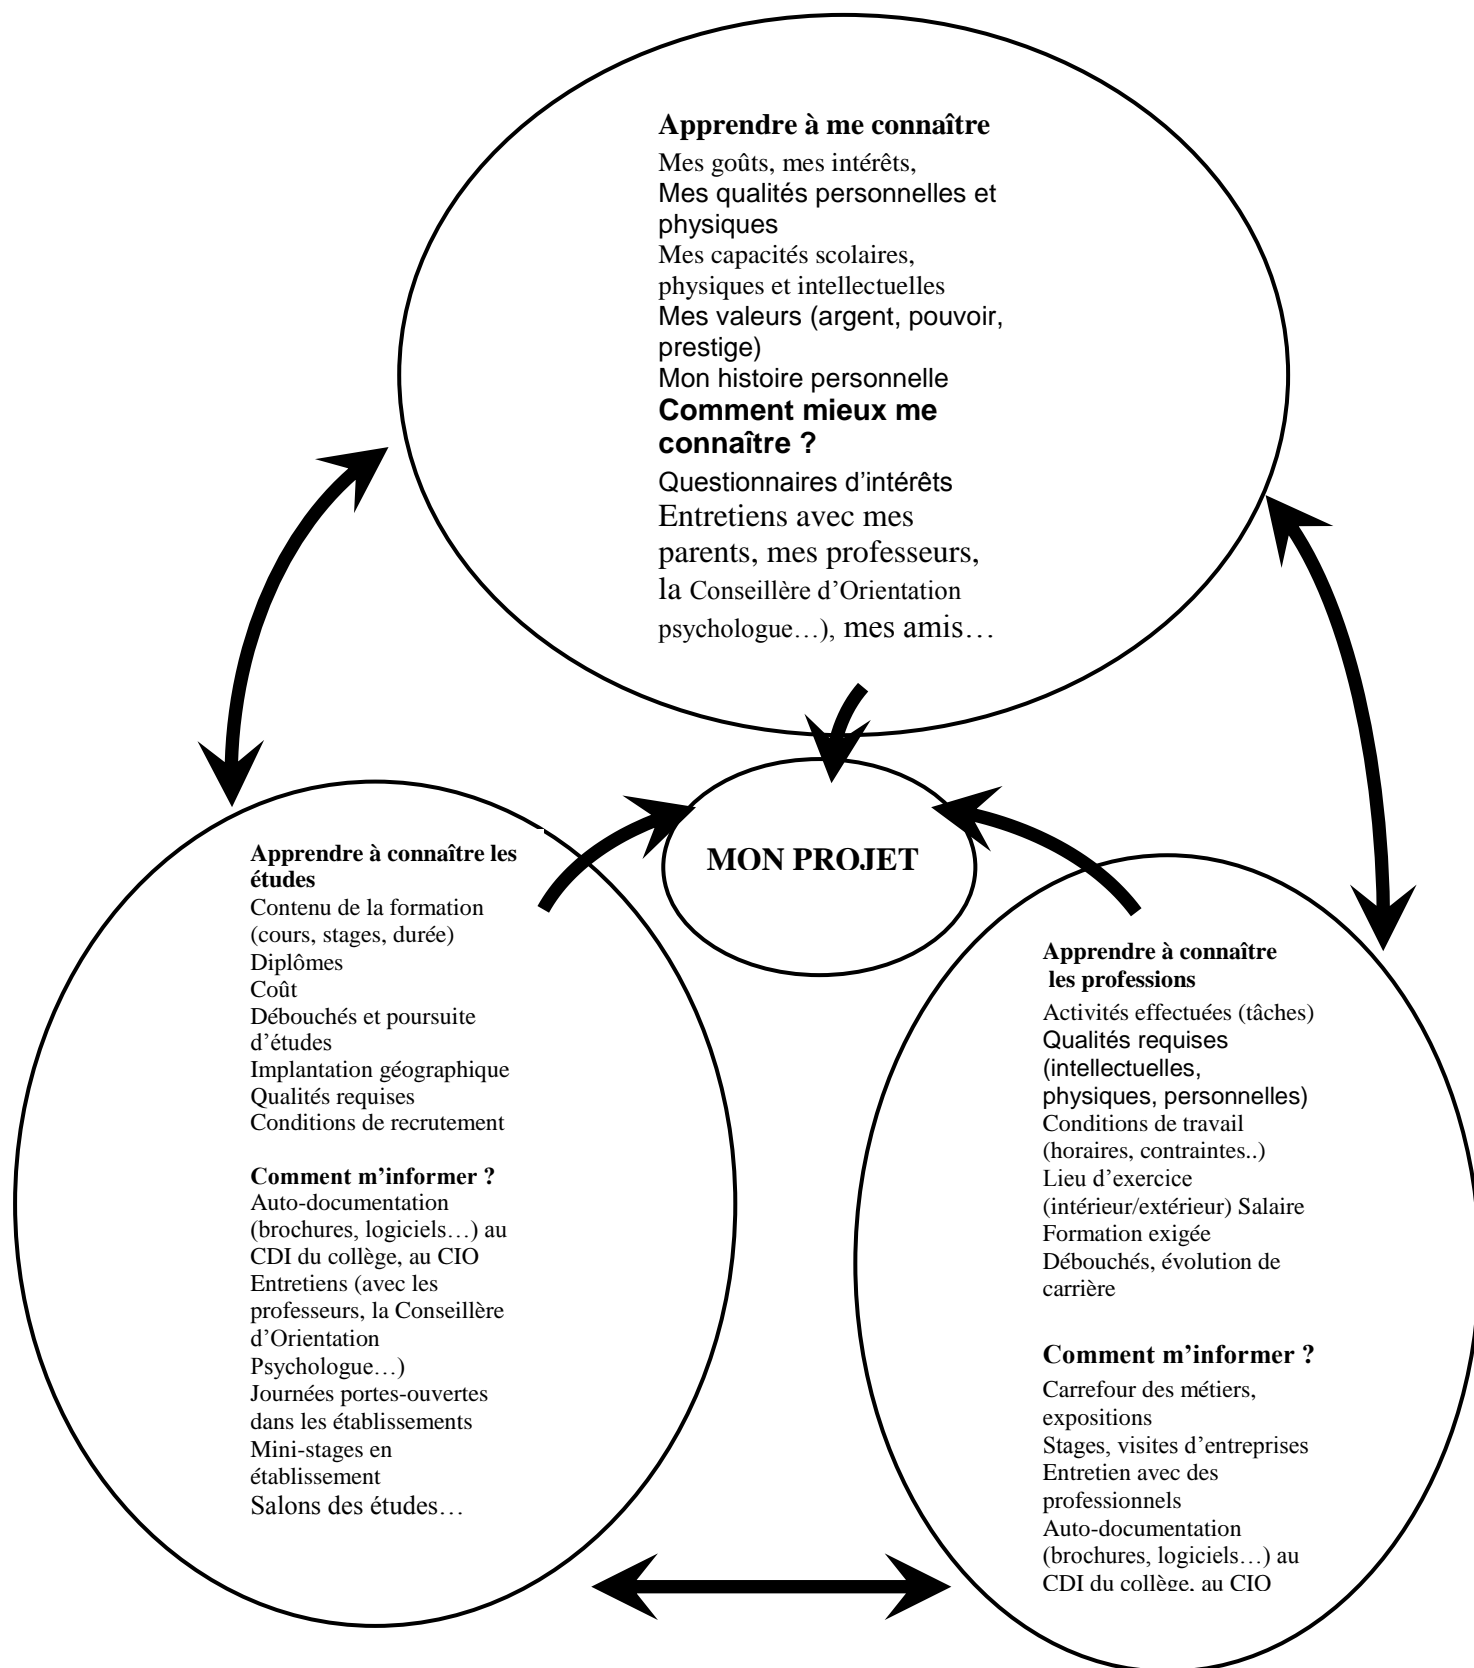 Apprendre à me connaître
Mes goûts, mes intérêts,
Mes qualités personnelles et
physiques
Mes capacités scolaires,
physiques et intellectuelles
Mes valeurs (argent, pouvoir,
prestige)
Mon histoire personnelle
Comment mieux me
connaître ?
Questionnaires d’intérêts
Entretiens avec mes
parents, mes professeurs,
la Conseillère d’Orientation
psychologue…), mes amis…
MON PROJET
Apprendre à connaître les
études
Contenu de la formation
(cours, stages, durée)
Diplômes
Coût
Débouchés et poursuite
d’études
Implantation géographique
Qualités requises
Conditions de recrutement
Comment m’informer ?
Auto-documentation
(brochures, logiciels…) au
CDI du collège, au CIO
Entretiens (avec les
professeurs, la Conseillère
d’Orientation
Psychologue…)
Journées portes-ouvertes
dans les établissements
Mini-stages en
établissement
Salons des études…
Apprendre à connaître
les professions
Activités effectuées (tâches)
Qualités requises
(intellectuelles,
physiques, personnelles)
Conditions de travail
(horaires, contraintes..)
Lieu d’exercice
(intérieur/extérieur) Salaire
Formation exigée
Débouchés, évolution de
carrière
Comment m’informer ?
Carrefour des métiers,
expositions
Stages, visites d’entreprises
Entretien avec des
professionnels
Auto-documentation
(brochures, logiciels…) au
CDI du collège, au CIO